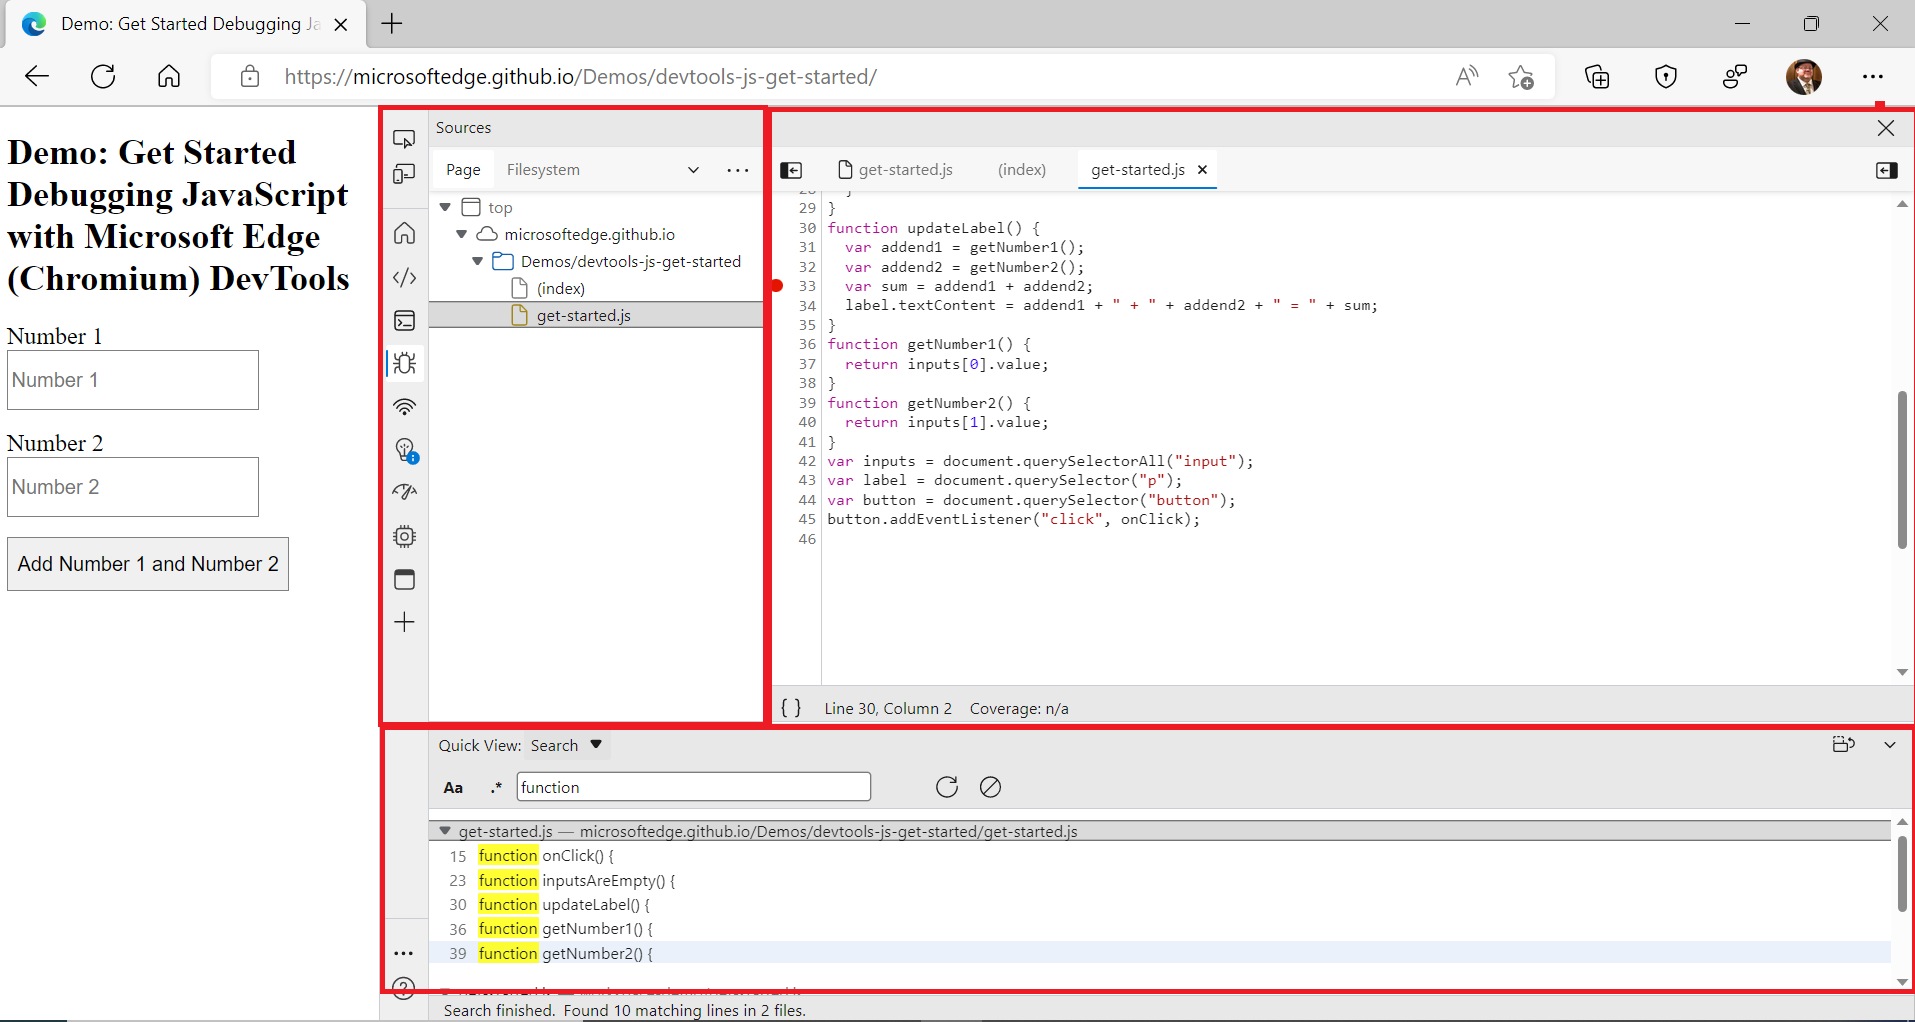 Demo: Get Started Debugging Ja
https://microsoftedge.github.io/Demos/devtools-js-get-started/
Demo: Get Started
Debugging JavaScript
with Microsoft Edge
(Chromium) DevTools
Number 1
Number 1
Number 2
Number 2
Add Number 1 and Number 2
Sources
Page Filesystem
top
microsoftedge.github.io
Demos/devtools-js-get-started
(index)
get-started.js
get-started.js (index) get-started.js
29 }
30 function updateLabel() {
31 var addend1 = getNumber1();
32 var addend2 = getNumber2();
33 var sum = addend1 + addend2;
34 label.textContent = addend1 + " + " + addend2 + " = " + sum;
35 }
36 function getNumber1() {
37 return inputs[0].value;
38 }
39 function getNumber2() {
40 return inputs[1].value;
41 }
42 var inputs = document.querySelectorAll("input");
43 var label = document.querySelector("p");
44 var button = document.querySelector("button");
45 button.addEventListener("click", onClick);
46
{ } Line 30, Column 2 Coverage: n/a
Quick View: Search
Aa .* function
get-started.js — microsoftedge.github.io/Demos/devtools-js-get-started/get-started.js
15 function onClick() {
23 function inputsAreEmpty() {
30 function updateLabel() {
36 function getNumber1() {
39 function getNumber2() {
Search finished. Found 10 matching lines in 2 files.